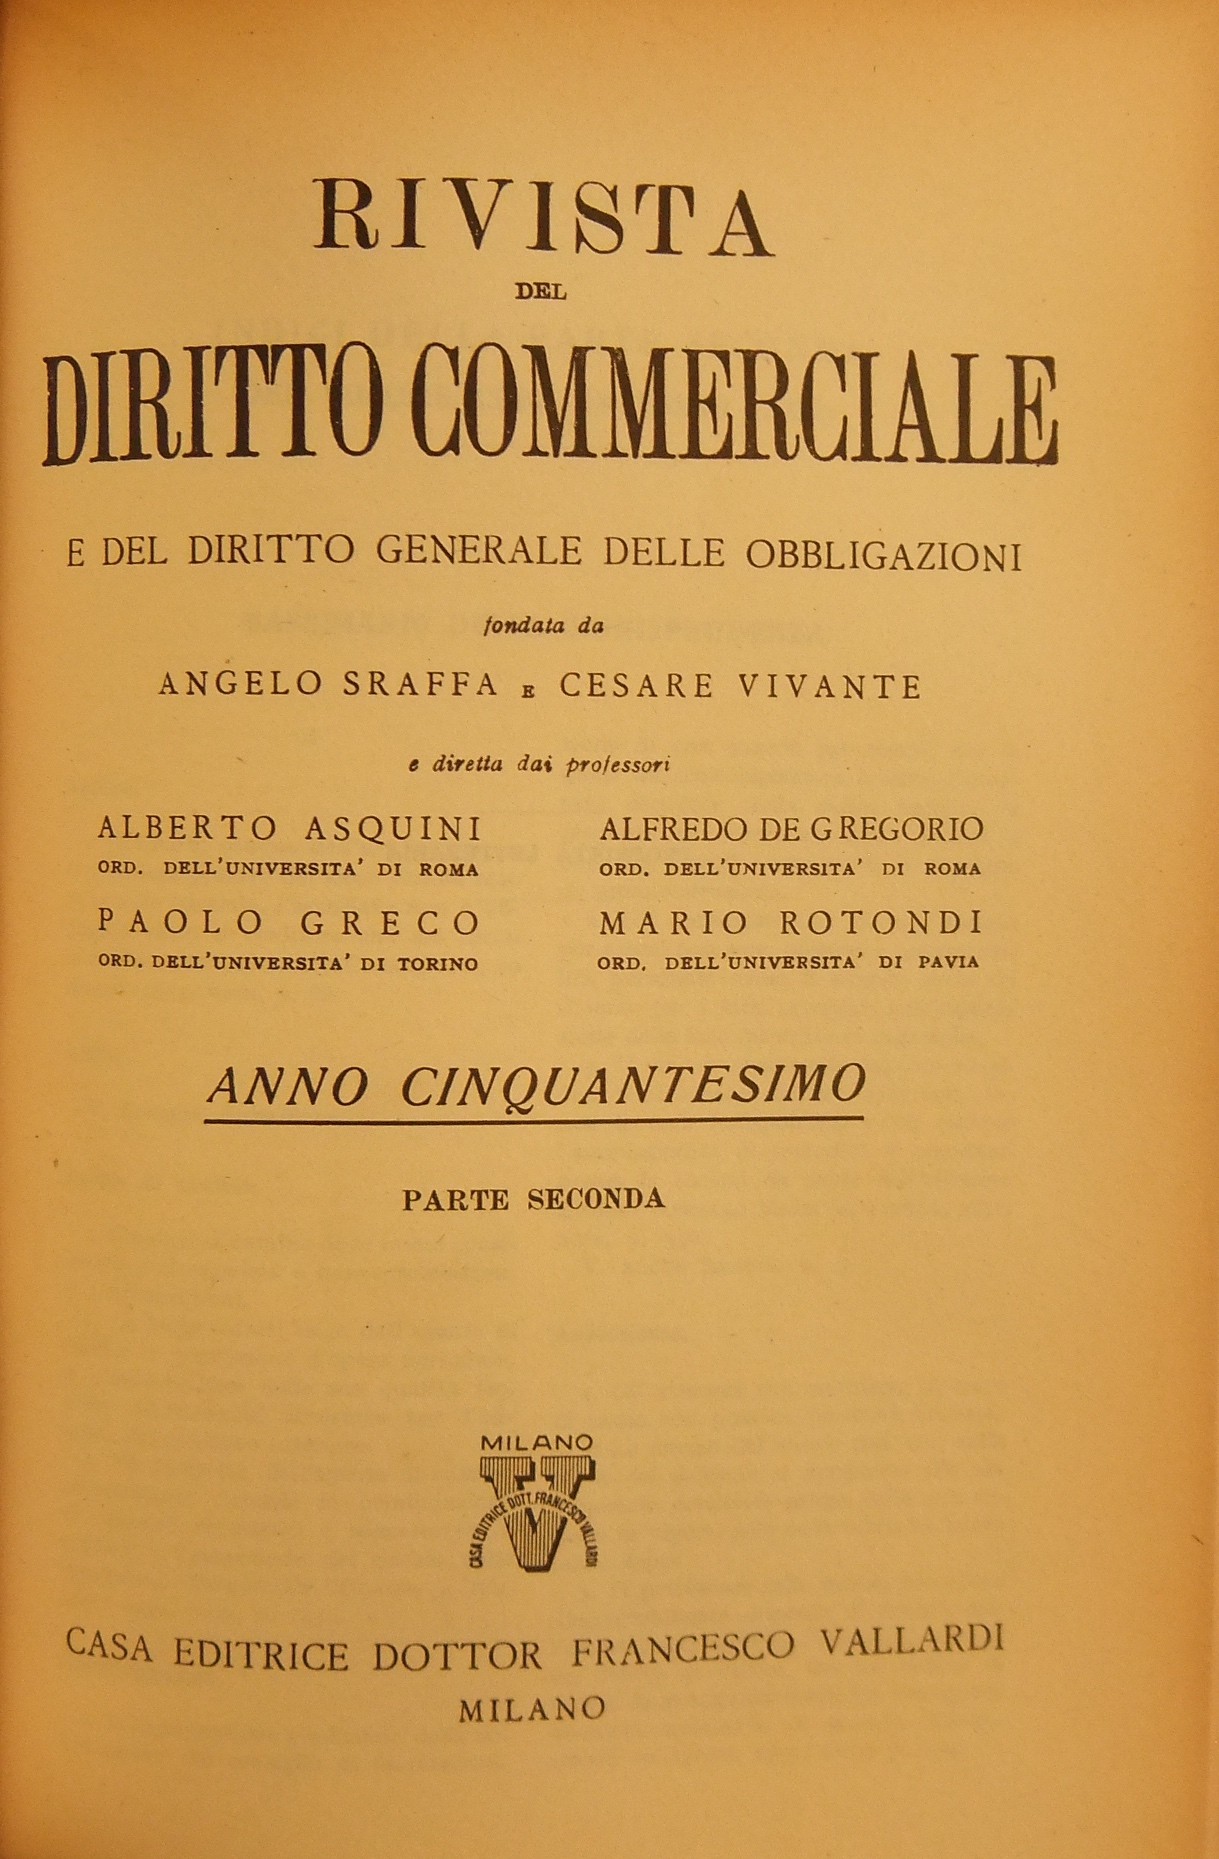 RIVISTA
DEL
DIRITTO COMMERCIALE
E DEL DIRITTO GENERALE DELLE OBBLIGAZIONI
fondata da
ANGELO SRAFFA E CESARE VIVANTE
e diretta dai professori
ALBERTO ASQUINI
ORD. DELL'UNIVERSITA' DI ROMA
ALFREDO DE GREGORIO
ORD. DELL'UNIVERSITA' DI ROMA
PAOLO GRECO
ORD. DELL'UNIVERSITA' DI TORINO
MARIO ROTONDI
ORD. DELL'UNIVERSITA' DI PAVIA
ANNO CINQUANTESIMO
PARTE SECONDA
MILANO
V
CASA EDITRICE DOTT. FRANCESCO VALLARDI
CASA EDITRICE DOTTOR FRANCESCO VALLARDI
MILANO